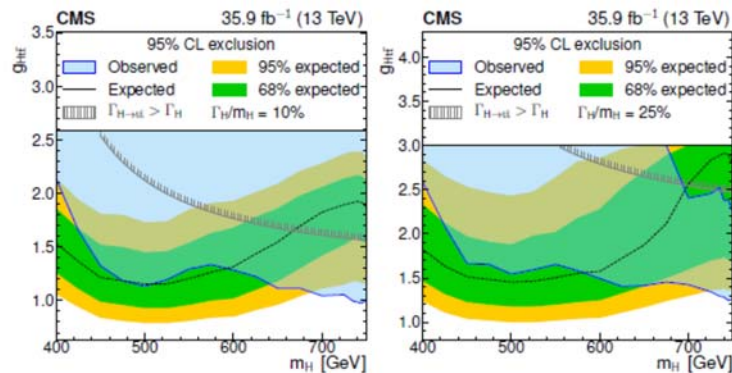 CMS 35.9 fb⁻¹ (13 TeV)
95% CL exclusion
Observed 95% expected
Expected 68% expected
Γ_H→tt̄ > Γ_H Γ_H/m_H = 10%
g_Htt̄
3.5
3.0
2.5
2.0
1.5
1.0
400 500 600 700
m_H [GeV]
CMS 35.9 fb⁻¹ (13 TeV)
95% CL exclusion
Observed 95% expected
Expected 68% expected
Γ_H→tt̄ > Γ_H Γ_H/m_H = 25%
g_Htt̄
4.0
3.5
3.0
2.5
2.0
1.5
1.0
400 500 600 700
m_H [GeV]